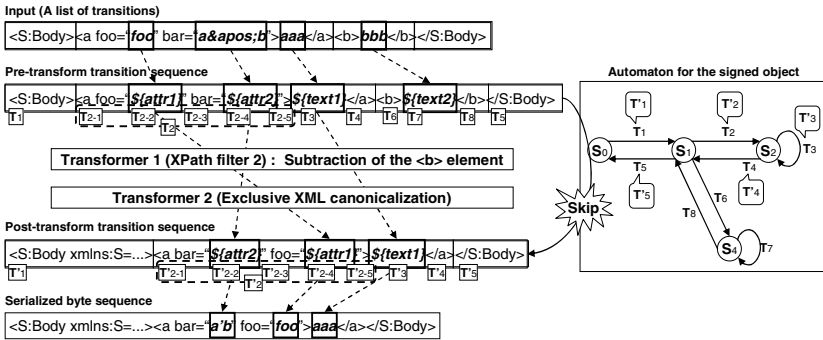 Input (A list of transitions)
<S:Body><a foo="foo" bar="a&apos;b">aaa</a><b>bbb</b></S:Body>
Pre-transform transition sequence
<S:Body><a foo="${attr1}" bar="${attr2}">${text1}</a><b>${text2}</b></S:Body>
T1 T2-1 T2-2 T2-3 T2-4 T2-5 T3 T4 T6 T7 T8 T5
T2
Transformer 1 (XPath filter 2) : Subtraction of the <b> element
Transformer 2 (Exclusive XML canonicalization)
Skip
Post-transform transition sequence
<S:Body xmlns:S=...><a bar="${attr2}" foo="${attr1}">${text1}</a></S:Body>
T'1 T'2-1 T'2-2 T'2-3 T'2-4 T'2-5 T'3 T'4 T'5
T'2
Serialized byte sequence
<S:Body xmlns:S=...><a bar="a'b" foo="foo">aaa</a></S:Body>
Automaton for the signed object
T'1 T'2
T'3
T1 T2
S0 S1 S2 T3
T5 T4
T'5 T'4
T8 T6
S4 T7